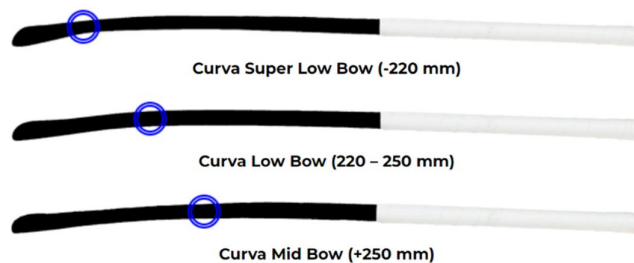 Curva Super Low Bow (-220 mm)
Curva Low Bow (220 – 250 mm)
Curva Mid Bow (+250 mm)